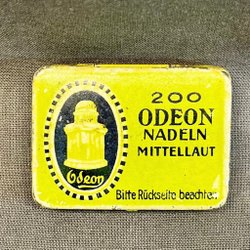 200
ODEON
NADELN
MITTELLAUT
Bitte Rückseite beachten
Odeon